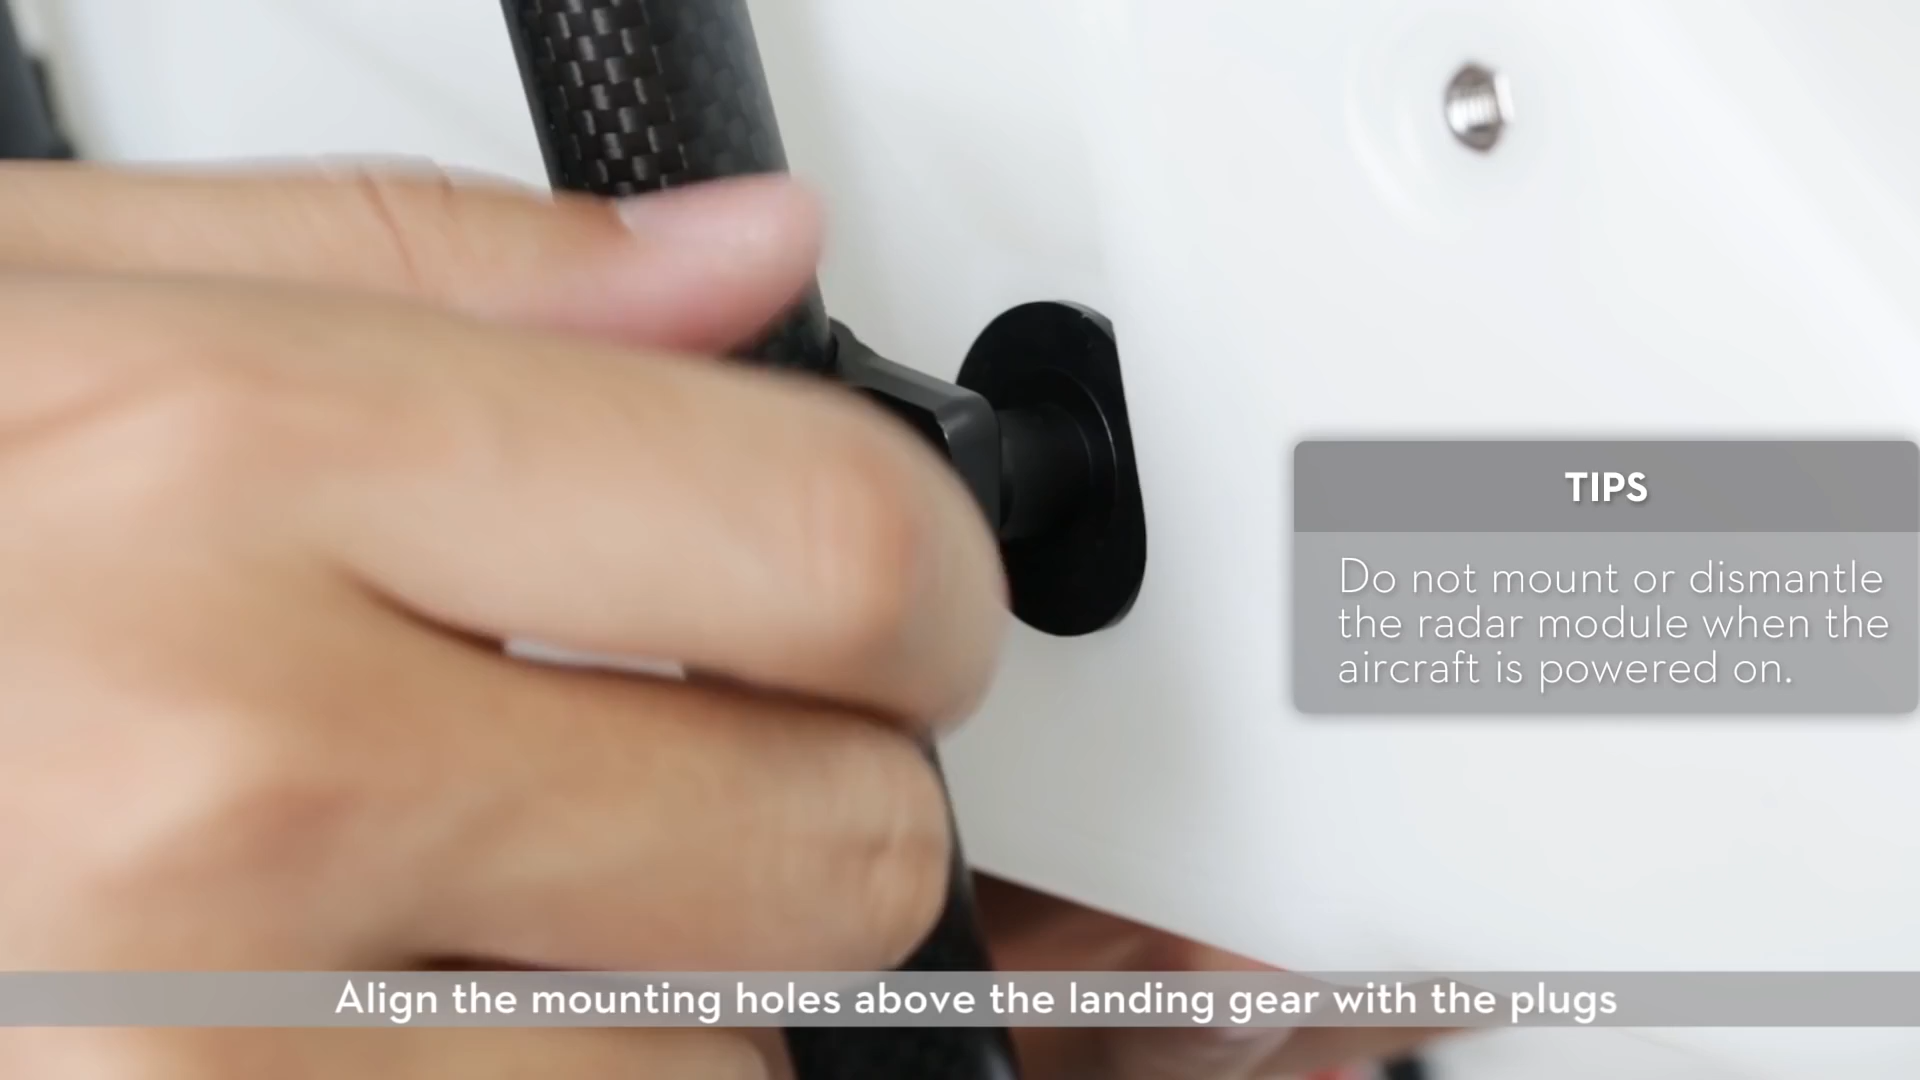 TIPS
Do not mount or dismantle
the radar module when the
aircraft is powered on.
Align the mounting holes above the landing gear with the plugs